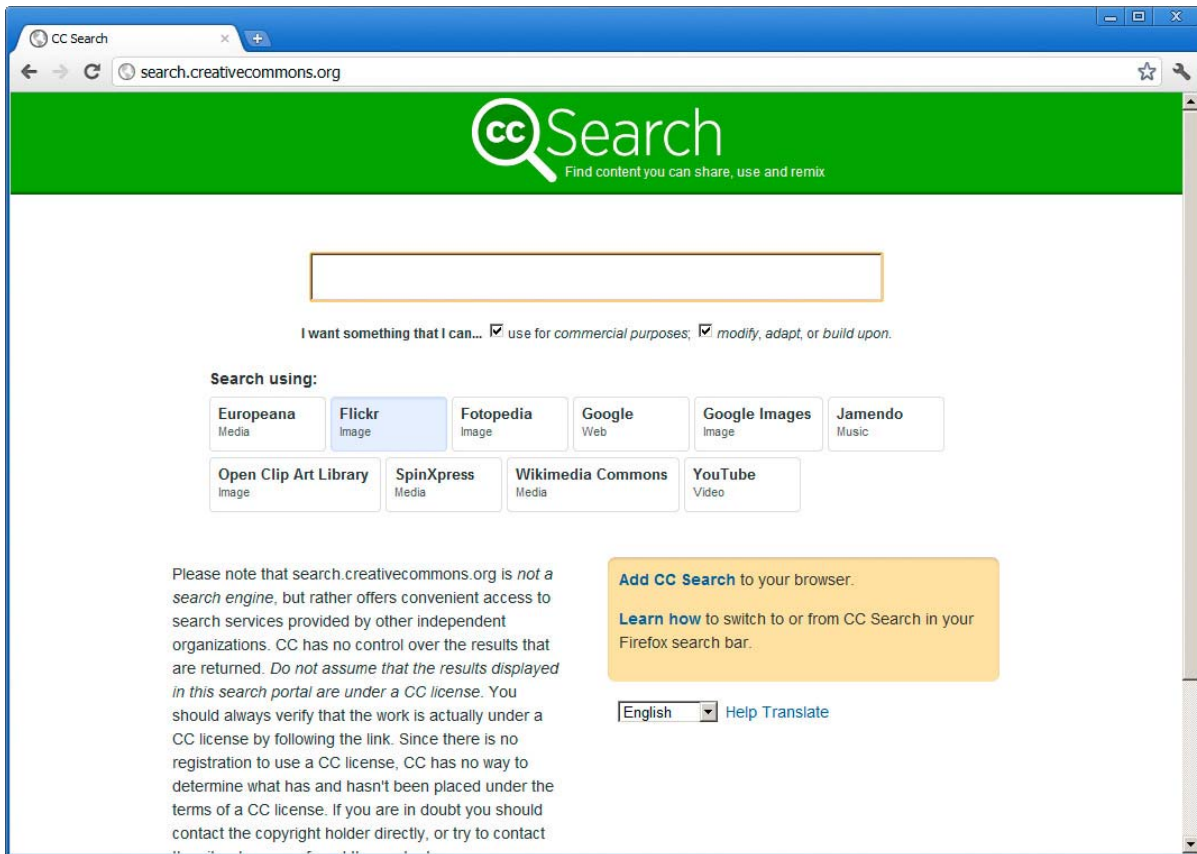 CC Search
search.creativecommons.org
cc Search
Find content you can share, use and remix
I want something that I can... use for commercial purposes; modify, adapt, or build upon.
Search using:
Europeana Flickr Fotopedia Google Google Images Jamendo
Media Image Image Web Image Music
Open Clip Art Library SpinXpress Wikimedia Commons YouTube
Image Media Media Video
Please note that search.creativecommons.org is not a
search engine, but rather offers convenient access to
search services provided by other independent
organizations. CC has no control over the results that
are returned. Do not assume that the results displayed
in this search portal are under a CC license. You
should always verify that the work is actually under a
CC license by following the link. Since there is no
registration to use a CC license, CC has no way to
determine what has and hasn't been placed under the
terms of a CC license. If you are in doubt you should
contact the copyright holder directly, or try to contact
Add CC Search to your browser.
Learn how to switch to or from CC Search in your
Firefox search bar.
English Help Translate